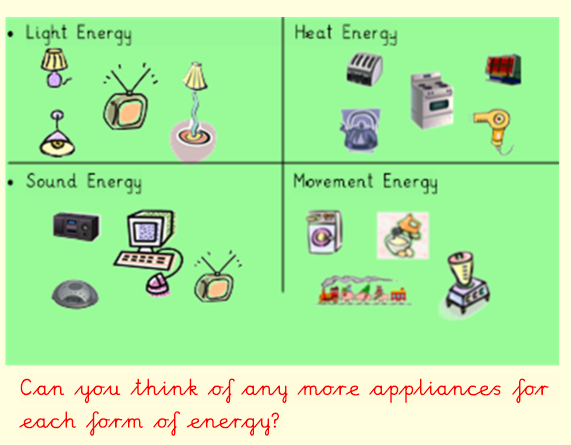 • Light Energy
Heat Energy
• Sound Energy
Movement Energy
Can you think of any more appliances for
each form of energy?